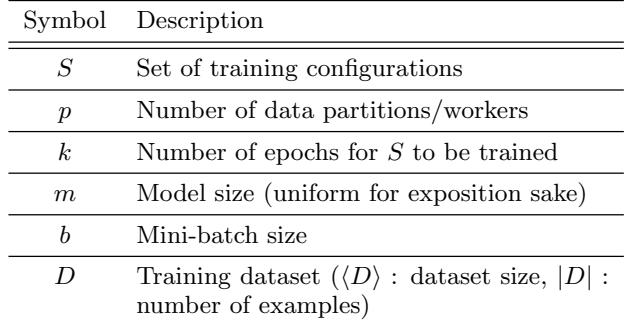 Symbol Description
S Set of training configurations
p Number of data partitions/workers
k Number of epochs for S to be trained
m Model size (uniform for exposition sake)
b Mini-batch size
D Training dataset (⟨D⟩ : dataset size, |D| :
number of examples)